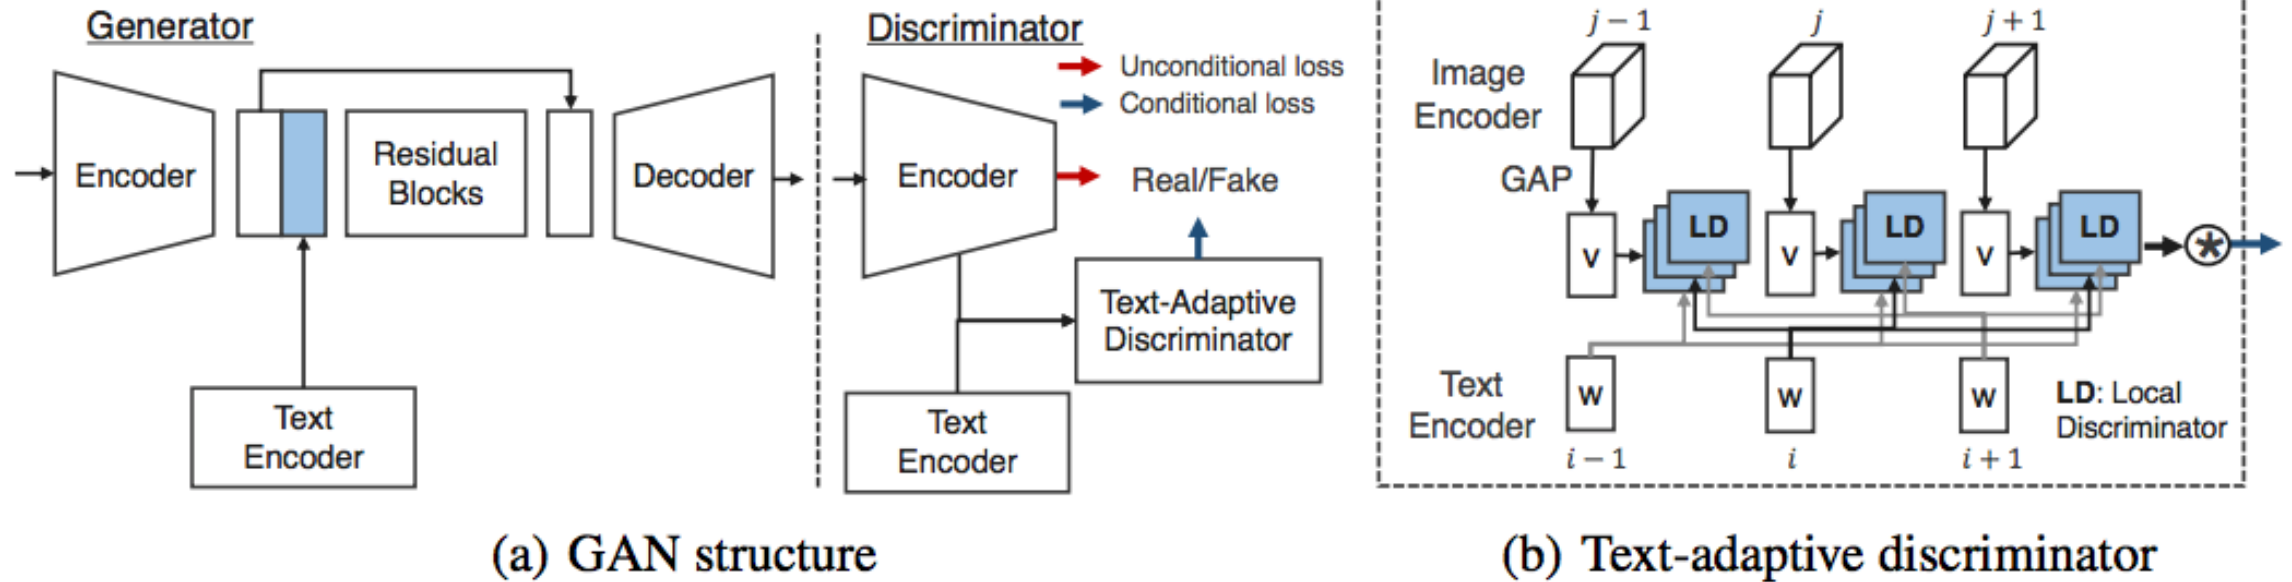 Generator
Encoder
Residual
Blocks
Decoder
Text
Encoder
Discriminator
Unconditional loss
Conditional loss
Encoder
Real/Fake
Text-Adaptive
Discriminator
Text
Encoder
(a) GAN structure
j − 1
j
j + 1
Image
Encoder
GAP
V
LD
V
LD
V
LD
*
Text
Encoder
W
W
W
i − 1
i
i + 1
LD: Local
Discriminator
(b) Text-adaptive discriminator